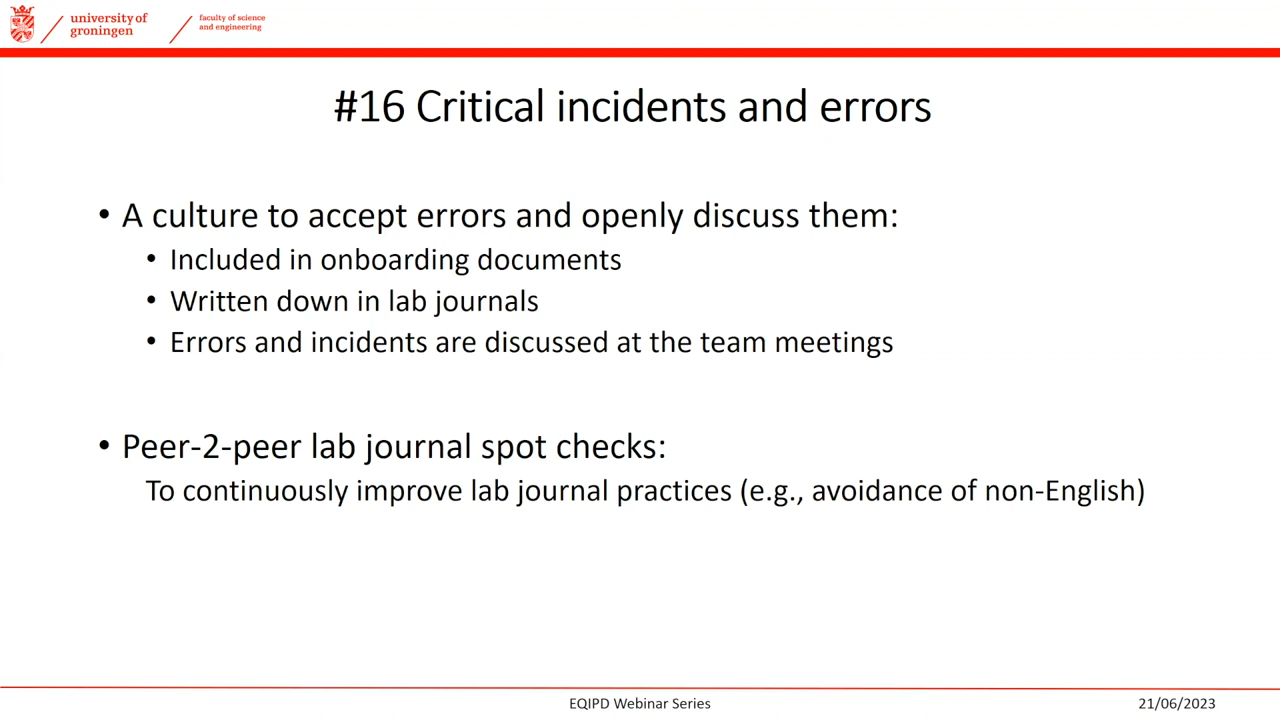 university of
groningen
faculty of science
and engineering
#16 Critical incidents and errors
• A culture to accept errors and openly discuss them:
• Included in onboarding documents
• Written down in lab journals
• Errors and incidents are discussed at the team meetings
• Peer-2-peer lab journal spot checks:
To continuously improve lab journal practices (e.g., avoidance of non-English)
EQIPD Webinar Series
21/06/2023